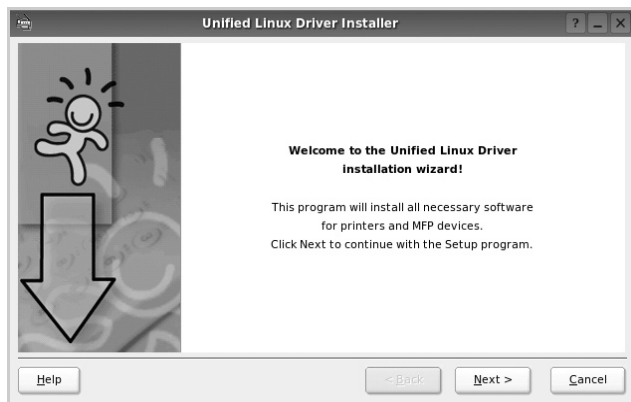 Unified Linux Driver Installer
Welcome to the Unified Linux Driver
installation wizard!
This program will install all necessary software
for printers and MFP devices.
Click Next to continue with the Setup program.
Help
< Back
Next >
Cancel